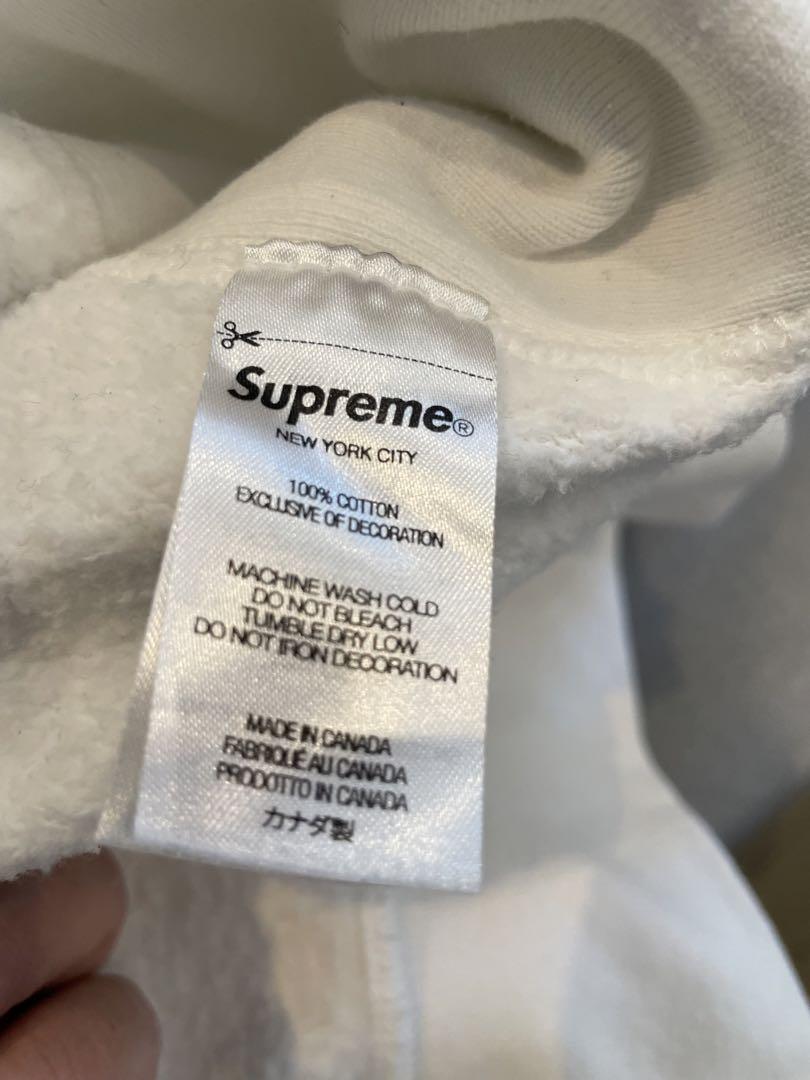 Supreme®
NEW YORK CITY
100% COTTON
EXCLUSIVE OF DECORATION
MACHINE WASH COLD
DO NOT BLEACH
TUMBLE DRY LOW
DO NOT IRON DECORATION
MADE IN CANADA
FABRIQUÉ AU CANADA
PRODOTTO IN CANADA
カナダ製